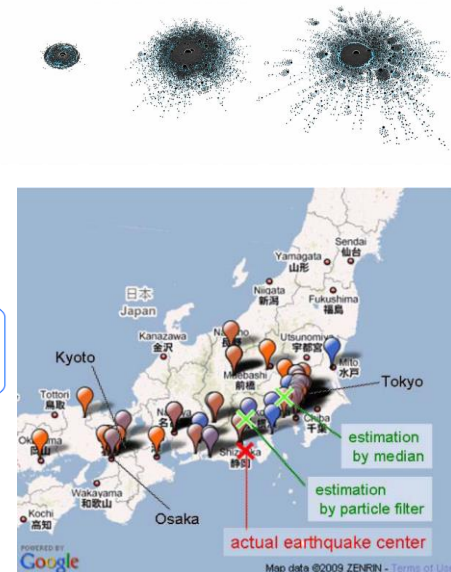 Sendai
Yamagata 仙台
山形
Niigata
新潟
Fukushima
福島
日本
Japan
Kanazawa
金沢
Utsunomiya
宇都宮
Mito
水戸
Maebashi
前橋
Kyoto
Tokyo
Tottori
鳥取
千葉
estimation
by median
Shizuoka
静岡
Wakayama
和歌山
estimation
by particle filter
Osaka
Kochi
高知
actual earthquake center
POWERED BY
Google
Map data ©2009 ZENRIN - Terms of Use